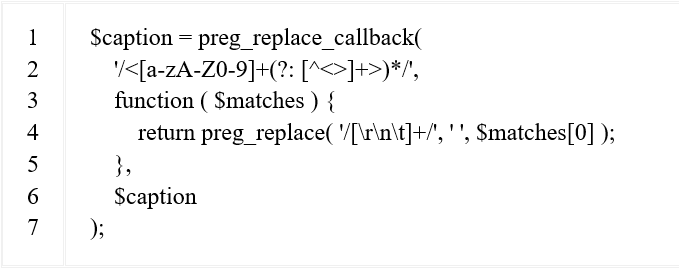 1 $caption = preg_replace_callback(
2 '/<[a-zA-Z0-9]+(?: [^<>]+>)*/',
3 function ( $matches ) {
4 return preg_replace( '/[\r\n\t]+/', ' ', $matches[0] );
5 },
6 $caption
7 );